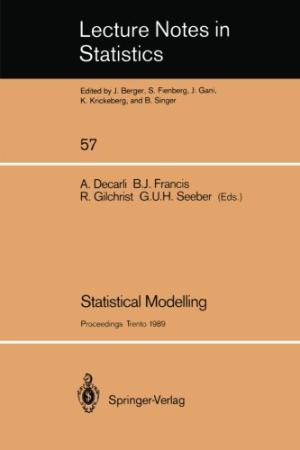 Lecture Notes in
Statistics
Edited by J. Berger, S. Fienberg, J. Gani,
K. Krickeberg, and B. Singer
57
A. Decarli B.J. Francis
R. Gilchrist G.U.H. Seeber (Eds.)
Statistical Modelling
Proceedings Trento 1989
Springer-Verlag